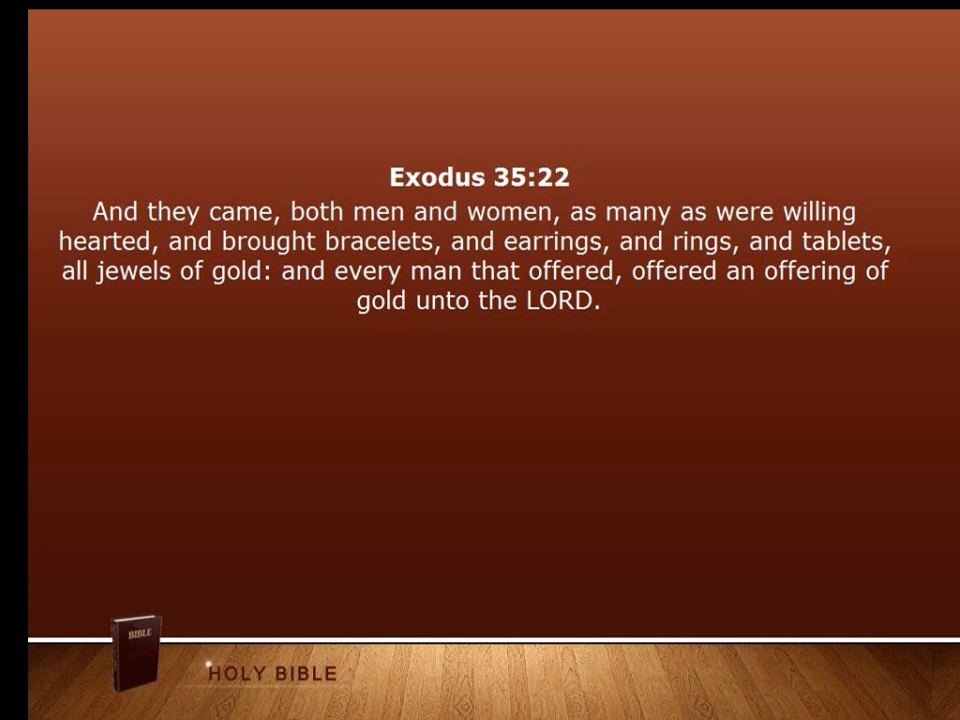 Exodus 35:22
And they came, both men and women, as many as were willing
hearted, and brought bracelets, and earrings, and rings, and tablets,
all jewels of gold: and every man that offered, offered an offering of
gold unto the LORD.
BIBLE
HOLY BIBLE